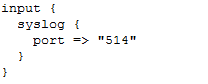 input {
  syslog {
    port => "514"
  }
}